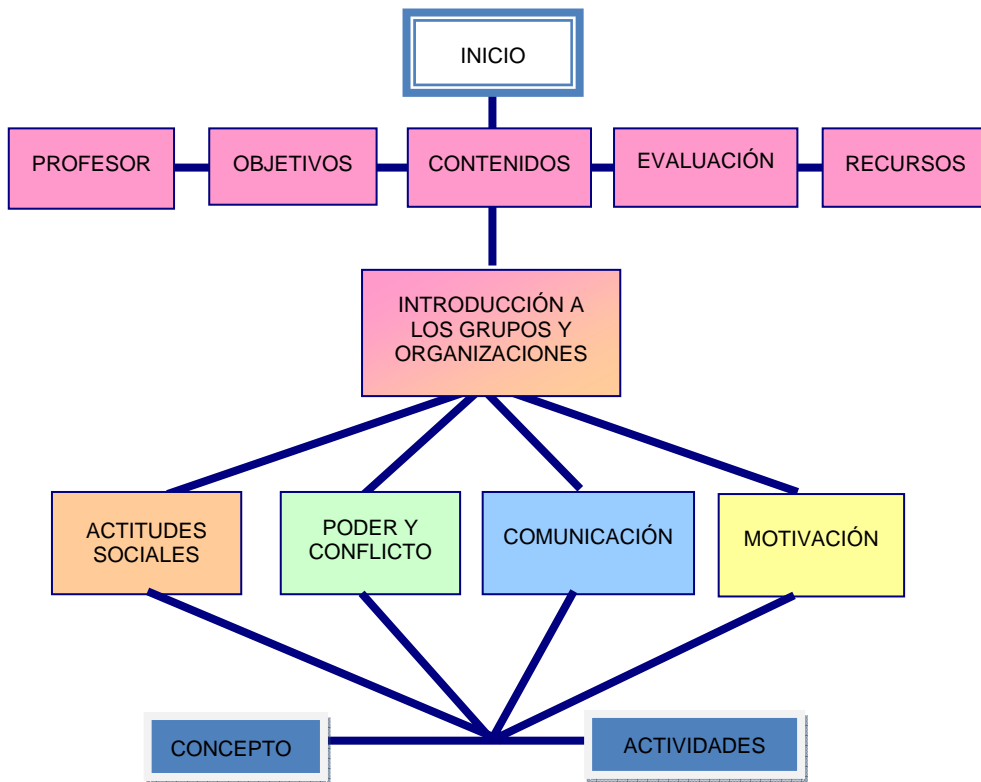 INICIO
PROFESOR
OBJETIVOS
CONTENIDOS
EVALUACIÓN
RECURSOS
INTRODUCCIÓN A
LOS GRUPOS Y
ORGANIZACIONES
ACTITUDES
SOCIALES
PODER Y
CONFLICTO
COMUNICACIÓN
MOTIVACIÓN
CONCEPTO
ACTIVIDADES